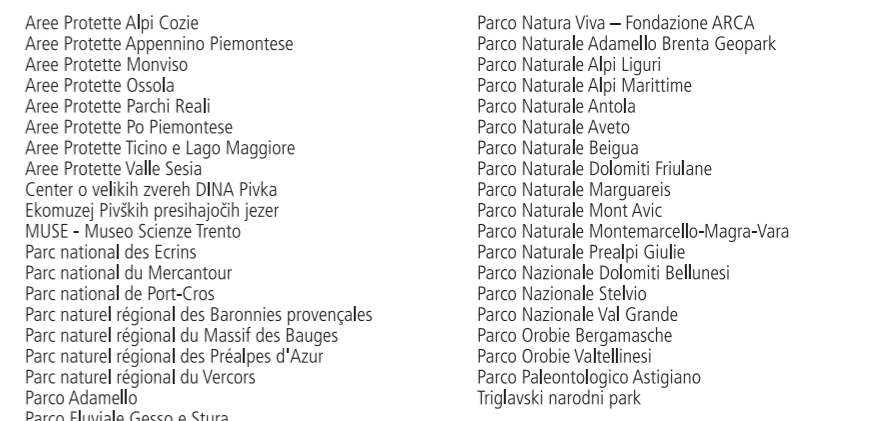 Aree Protette Alpi Cozie
Aree Protette Appennino Piemontese
Aree Protette Monviso
Aree Protette Ossola
Aree Protette Parchi Reali
Aree Protette Po Piemontese
Aree Protette Ticino e Lago Maggiore
Aree Protette Valle Sesia
Center o velikih zvereh DINA Pivka
Ekomuzej Pivških presihajočih jezer
MUSE - Museo Scienze Trento
Parc national des Ecrins
Parc national du Mercantour
Parc national de Port-Cros
Parc naturel régional des Baronnies provençales
Parc naturel régional du Massif des Bauges
Parc naturel régional des Préalpes d'Azur
Parc naturel régional du Vercors
Parco Adamello
Parco Fluviale Gesso e Stura
Parco Natura Viva – Fondazione ARCA
Parco Naturale Adamello Brenta Geopark
Parco Naturale Alpi Liguri
Parco Naturale Alpi Marittime
Parco Naturale Antola
Parco Naturale Aveto
Parco Naturale Beigua
Parco Naturale Dolomiti Friulane
Parco Naturale Marguareis
Parco Naturale Mont Avic
Parco Naturale Montemarcello-Magra-Vara
Parco Naturale Prealpi Giulie
Parco Nazionale Dolomiti Bellunesi
Parco Nazionale Stelvio
Parco Nazionale Val Grande
Parco Orobie Bergamasche
Parco Orobie Valtellinesi
Parco Paleontologico Astigiano
Triglavski narodni park